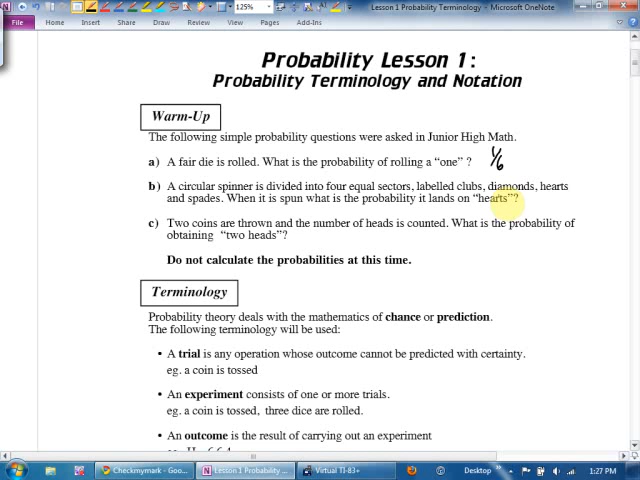 Lesson 1 Probability Terminology - Microsoft OneNote
125%
File Home Insert Share Draw Review View Pages Add-Ins
Probability Lesson 1:
Probability Terminology and Notation
Warm-Up
The following simple probability questions were asked in Junior High Math.
a) A fair die is rolled. What is the probability of rolling a “one” ? 1/6
b) A circular spinner is divided into four equal sectors, labelled clubs, diamonds, hearts
and spades. When it is spun what is the probability it lands on “hearts”?
c) Two coins are thrown and the number of heads is counted. What is the probability of
obtaining “two heads”?
Do not calculate the probabilities at this time.
Terminology
Probability theory deals with the mathematics of chance or prediction.
The following terminology will be used:
• A trial is any operation whose outcome cannot be predicted with certainty.
eg. a coin is tossed
• An experiment consists of one or more trials.
eg. a coin is tossed, three dice are rolled.
• An outcome is the result of carrying out an experiment
Checkmymark - Goo... Lesson 1 Probability ... Virtual TI-83+ Desktop 1:27 PM